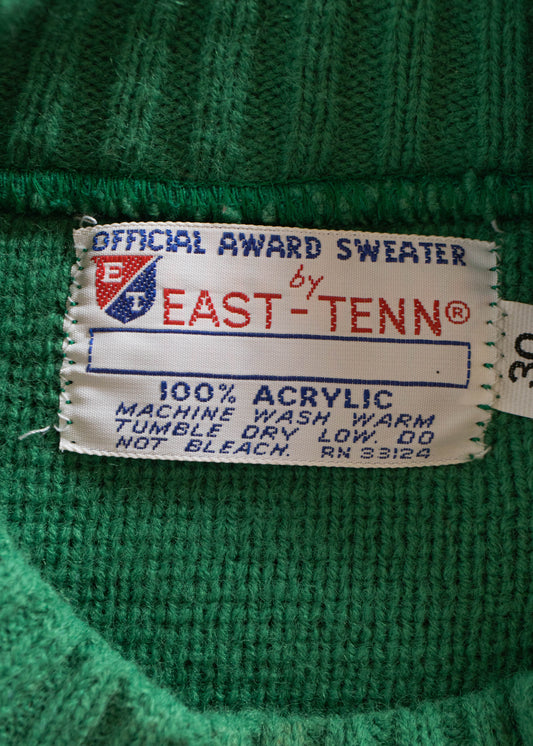 OFFICIAL AWARD SWEATER
by
E T
EAST-TENN®
100% ACRYLIC
MACHINE WASH WARM
TUMBLE DRY LOW. DO
NOT BLEACH. RN 33124
30